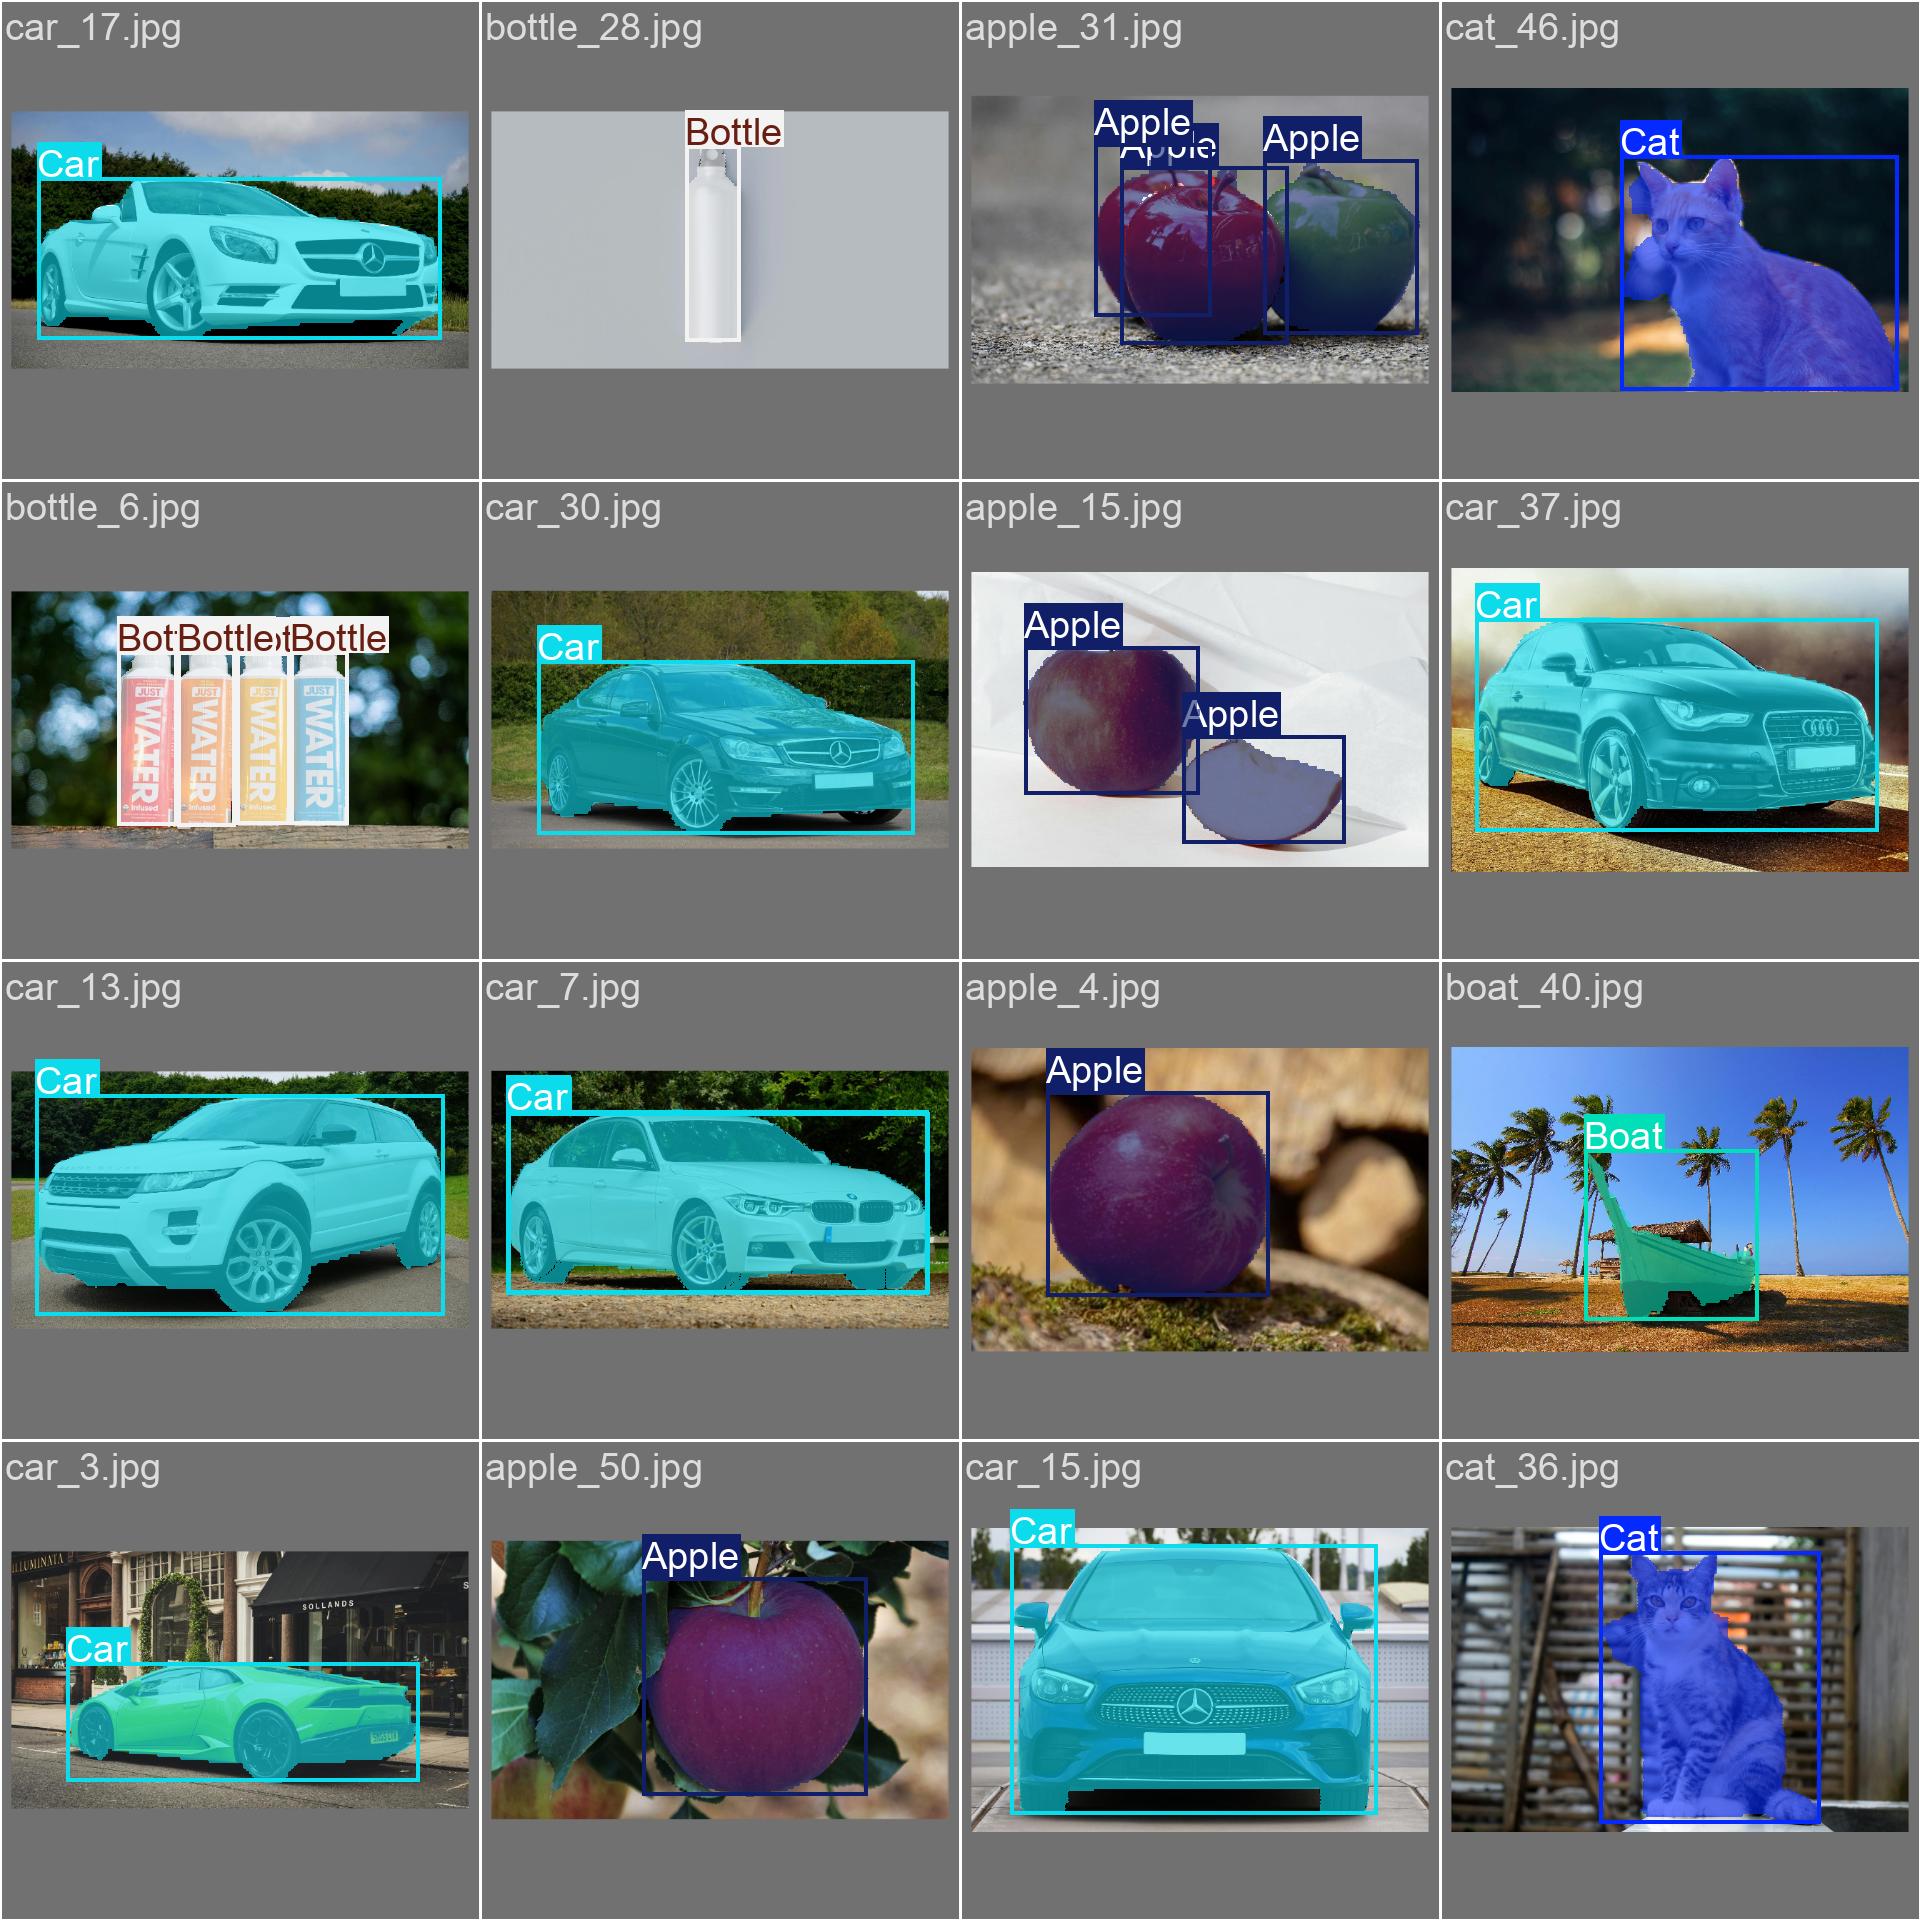 car_17.jpg
bottle_28.jpg
apple_31.jpg
cat_46.jpg
Car
Bottle
Apple
Apple
Apple
Cat
bottle_6.jpg
car_30.jpg
apple_15.jpg
car_37.jpg
Bot
Bottle
Bottle
JUST
WATER
Infused
JUST
WATER
Infused
JUST
WATER
Infused
JUST
WATER
Car
Apple
Apple
Car
car_13.jpg
car_7.jpg
apple_4.jpg
boat_40.jpg
Car
Car
Apple
Boat
car_3.jpg
apple_50.jpg
car_15.jpg
cat_36.jpg
ILLUMINATA
SOLLANDS
Car
Apple
Car
Cat